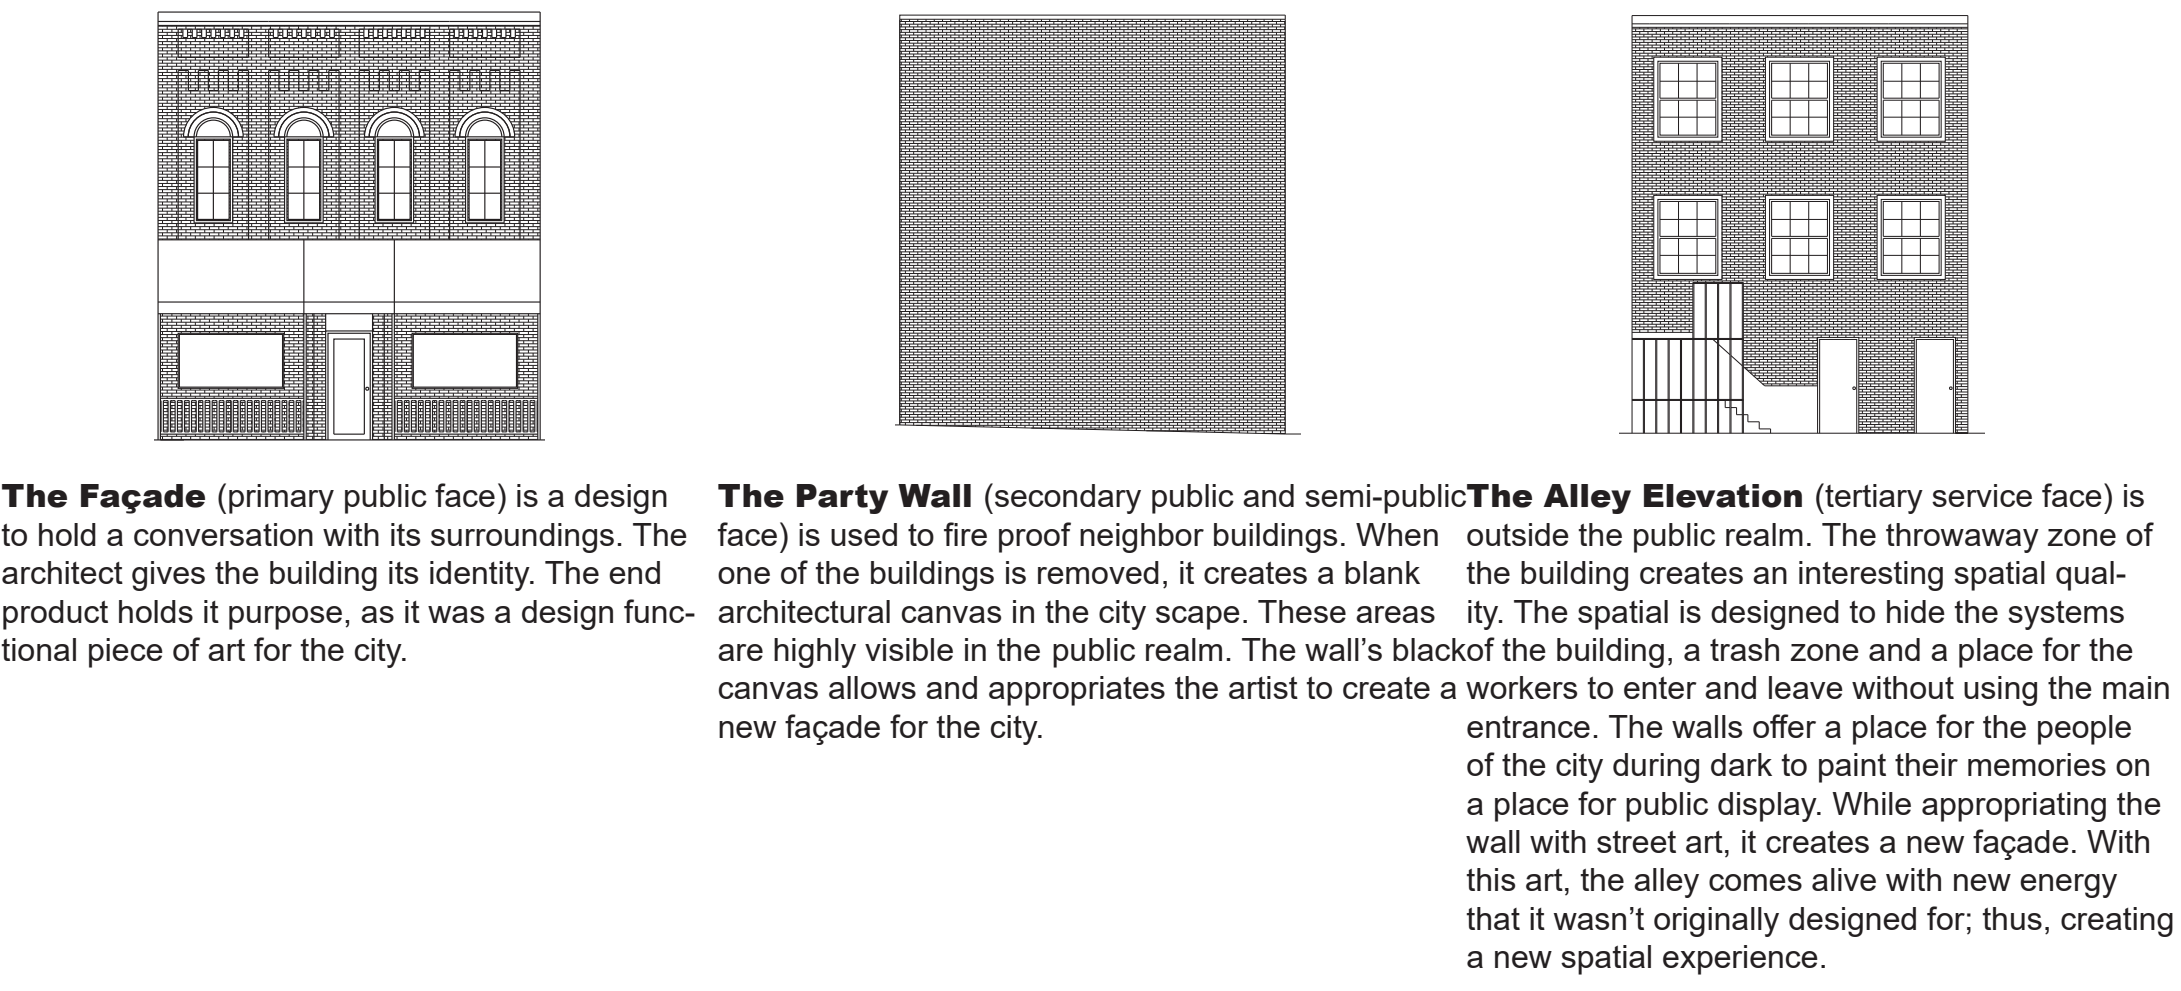 The Façade (primary public face) is a design
to hold a conversation with its surroundings. The
architect gives the building its identity. The end
product holds it purpose, as it was a design func-
tional piece of art for the city.
The Party Wall (secondary public and semi-public
face) is used to fire proof neighbor buildings. When
one of the buildings is removed, it creates a blank
architectural canvas in the city scape. These areas
are highly visible in the public realm. The wall’s black
canvas allows and appropriates the artist to create a
new façade for the city.
The Alley Elevation (tertiary service face) is
outside the public realm. The throwaway zone of
the building creates an interesting spatial qual-
ity. The spatial is designed to hide the systems
of the building, a trash zone and a place for the
workers to enter and leave without using the main
entrance. The walls offer a place for the people
of the city during dark to paint their memories on
a place for public display. While appropriating the
wall with street art, it creates a new façade. With
this art, the alley comes alive with new energy
that it wasn’t originally designed for; thus, creating
a new spatial experience.